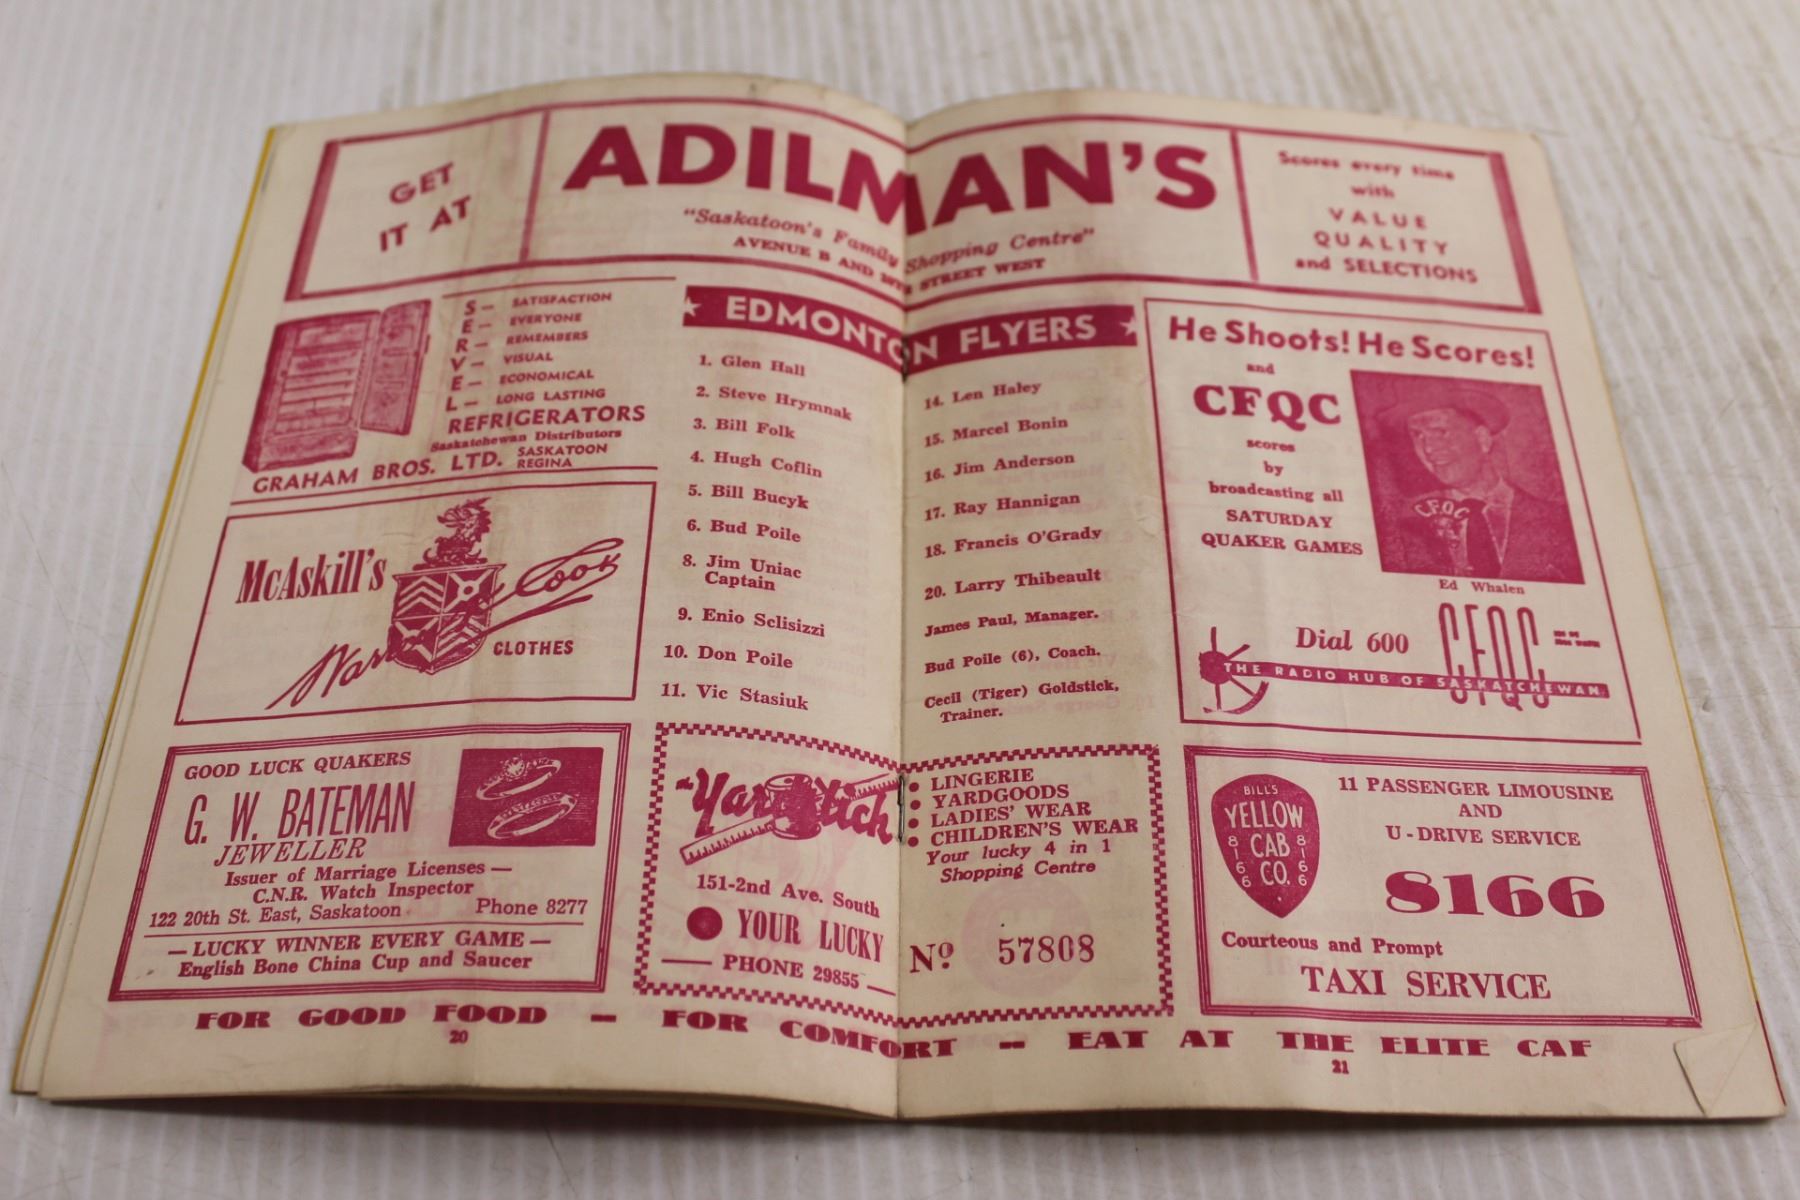 GET
IT AT
ADILMAN'S
"Saskatoon's Family Shopping Centre"
AVENUE B AND 20TH STREET WEST
Scores every time
with
VALUE
QUALITY
and SELECTIONS
S — SATISFACTION
E — EVERYONE
R — REMEMBERS
V — VISUAL
E — ECONOMICAL
L — LONG LASTING
REFRIGERATORS
Saskatchewan Distributors
GRAHAM BROS. LTD. SASKATOON
REGINA
McAskill's
Warren Cook
CLOTHES
GOOD LUCK QUAKERS
G. W. BATEMAN
JEWELLER
Issuer of Marriage Licenses —
C.N.R. Watch Inspector
122 20th St. East, Saskatoon Phone 8277
— LUCKY WINNER EVERY GAME —
English Bone China Cup and Saucer
★ EDMONTON FLYERS ★
1. Glen Hall
2. Steve Hrymnak
3. Bill Folk
4. Hugh Coflin
5. Bill Bucyk
6. Bud Poile
8. Jim Uniac
Captain
9. Enio Sclisizzi
10. Don Poile
11. Vic Stasiuk
14. Len Haley
15. Marcel Bonin
16. Jim Anderson
17. Ray Hannigan
18. Francis O'Grady
20. Larry Thibeault
James Paul, Manager.
Bud Poile (6), Coach.
Cecil (Tiger) Goldstick,
Trainer.
He Shoots! He Scores!
and
CFQC
scores
by
broadcasting all
SATURDAY
QUAKER GAMES
CFQC
Ed Whalen
Dial 600
CFQC
THE RADIO HUB OF SASKATCHEWAN
Yardstich
151-2nd Ave. South
YOUR LUCKY
— PHONE 29855 —
• LINGERIE
• YARDGOODS
• LADIES' WEAR
• CHILDREN'S WEAR
Your lucky 4 in 1
Shopping Centre
Nº 57808
BILL'S
YELLOW
CAB
CO.
8166
8166
11 PASSENGER LIMOUSINE
AND
U - DRIVE SERVICE
8166
Courteous and Prompt
TAXI SERVICE
FOR GOOD FOOD — FOR COMFORT — EAT AT THE ELITE CAF
20
21